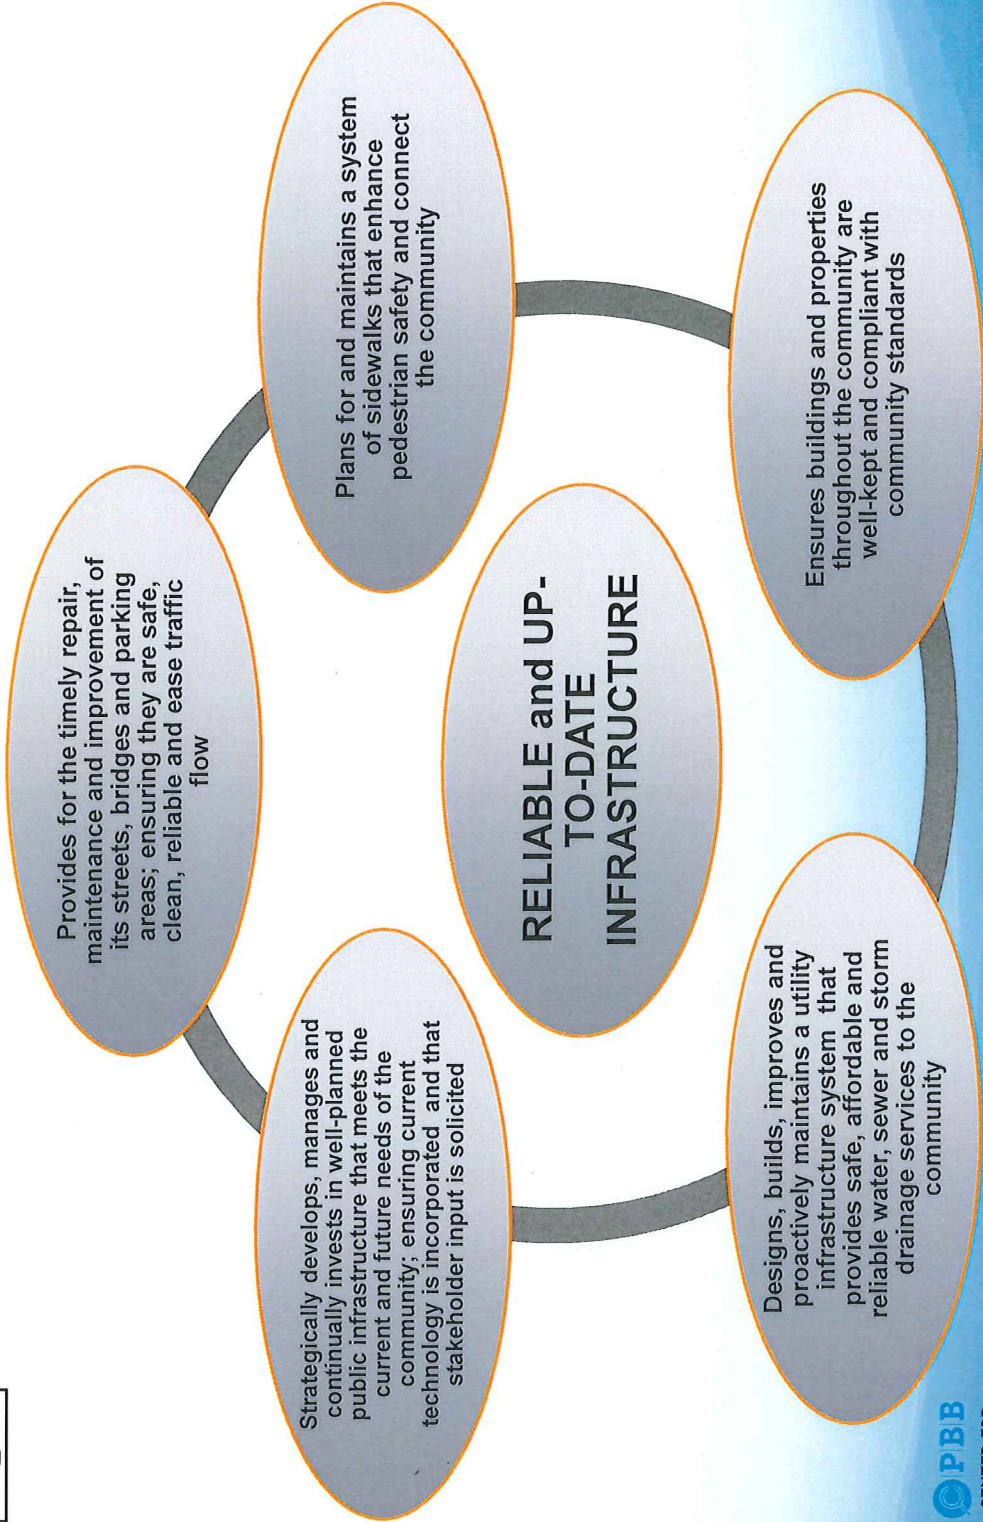 Provides for the timely repair,
maintenance and improvement of
its streets, bridges and parking
areas; ensuring they are safe,
clean, reliable and ease traffic
flow
Strategically develops, manages and
continually invests in well-planned
public infrastructure that meets the
current and future needs of the
community; ensuring current
technology is incorporated and that
stakeholder input is solicited
Plans for and maintains a system
of sidewalks that enhance
pedestrian safety and connect
the community
RELIABLE and UP-
TO-DATE
INFRASTRUCTURE
Designs, builds, improves and
proactively maintains a utility
infrastructure system that
provides safe, affordable and
reliable water, sewer and storm
drainage services to the
community
Ensures buildings and properties
throughout the community are
well-kept and compliant with
community standards
PBB